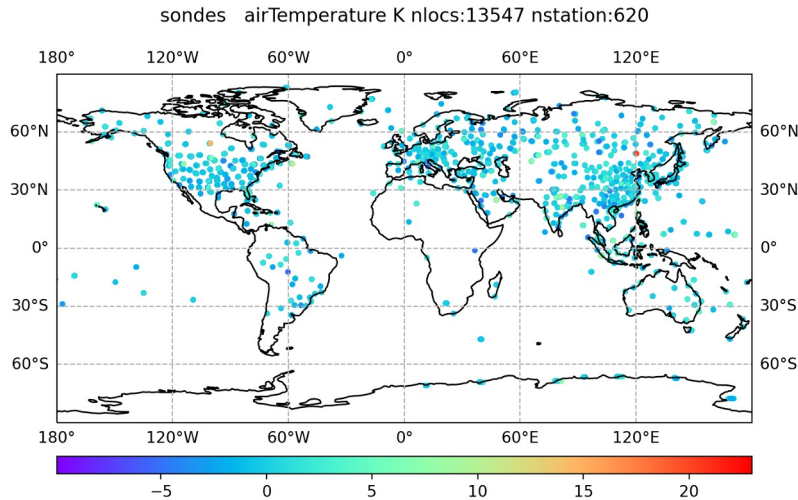 sondes   airTemperature K nlocs:13547 nstation:620
180° 120°W 60°W 0° 60°E 120°E
60°N 60°N
30°N 30°N
0° 0°
30°S 30°S
60°S 60°S
180° 120°W 60°W 0° 60°E 120°E
−5 0 5 10 15 20